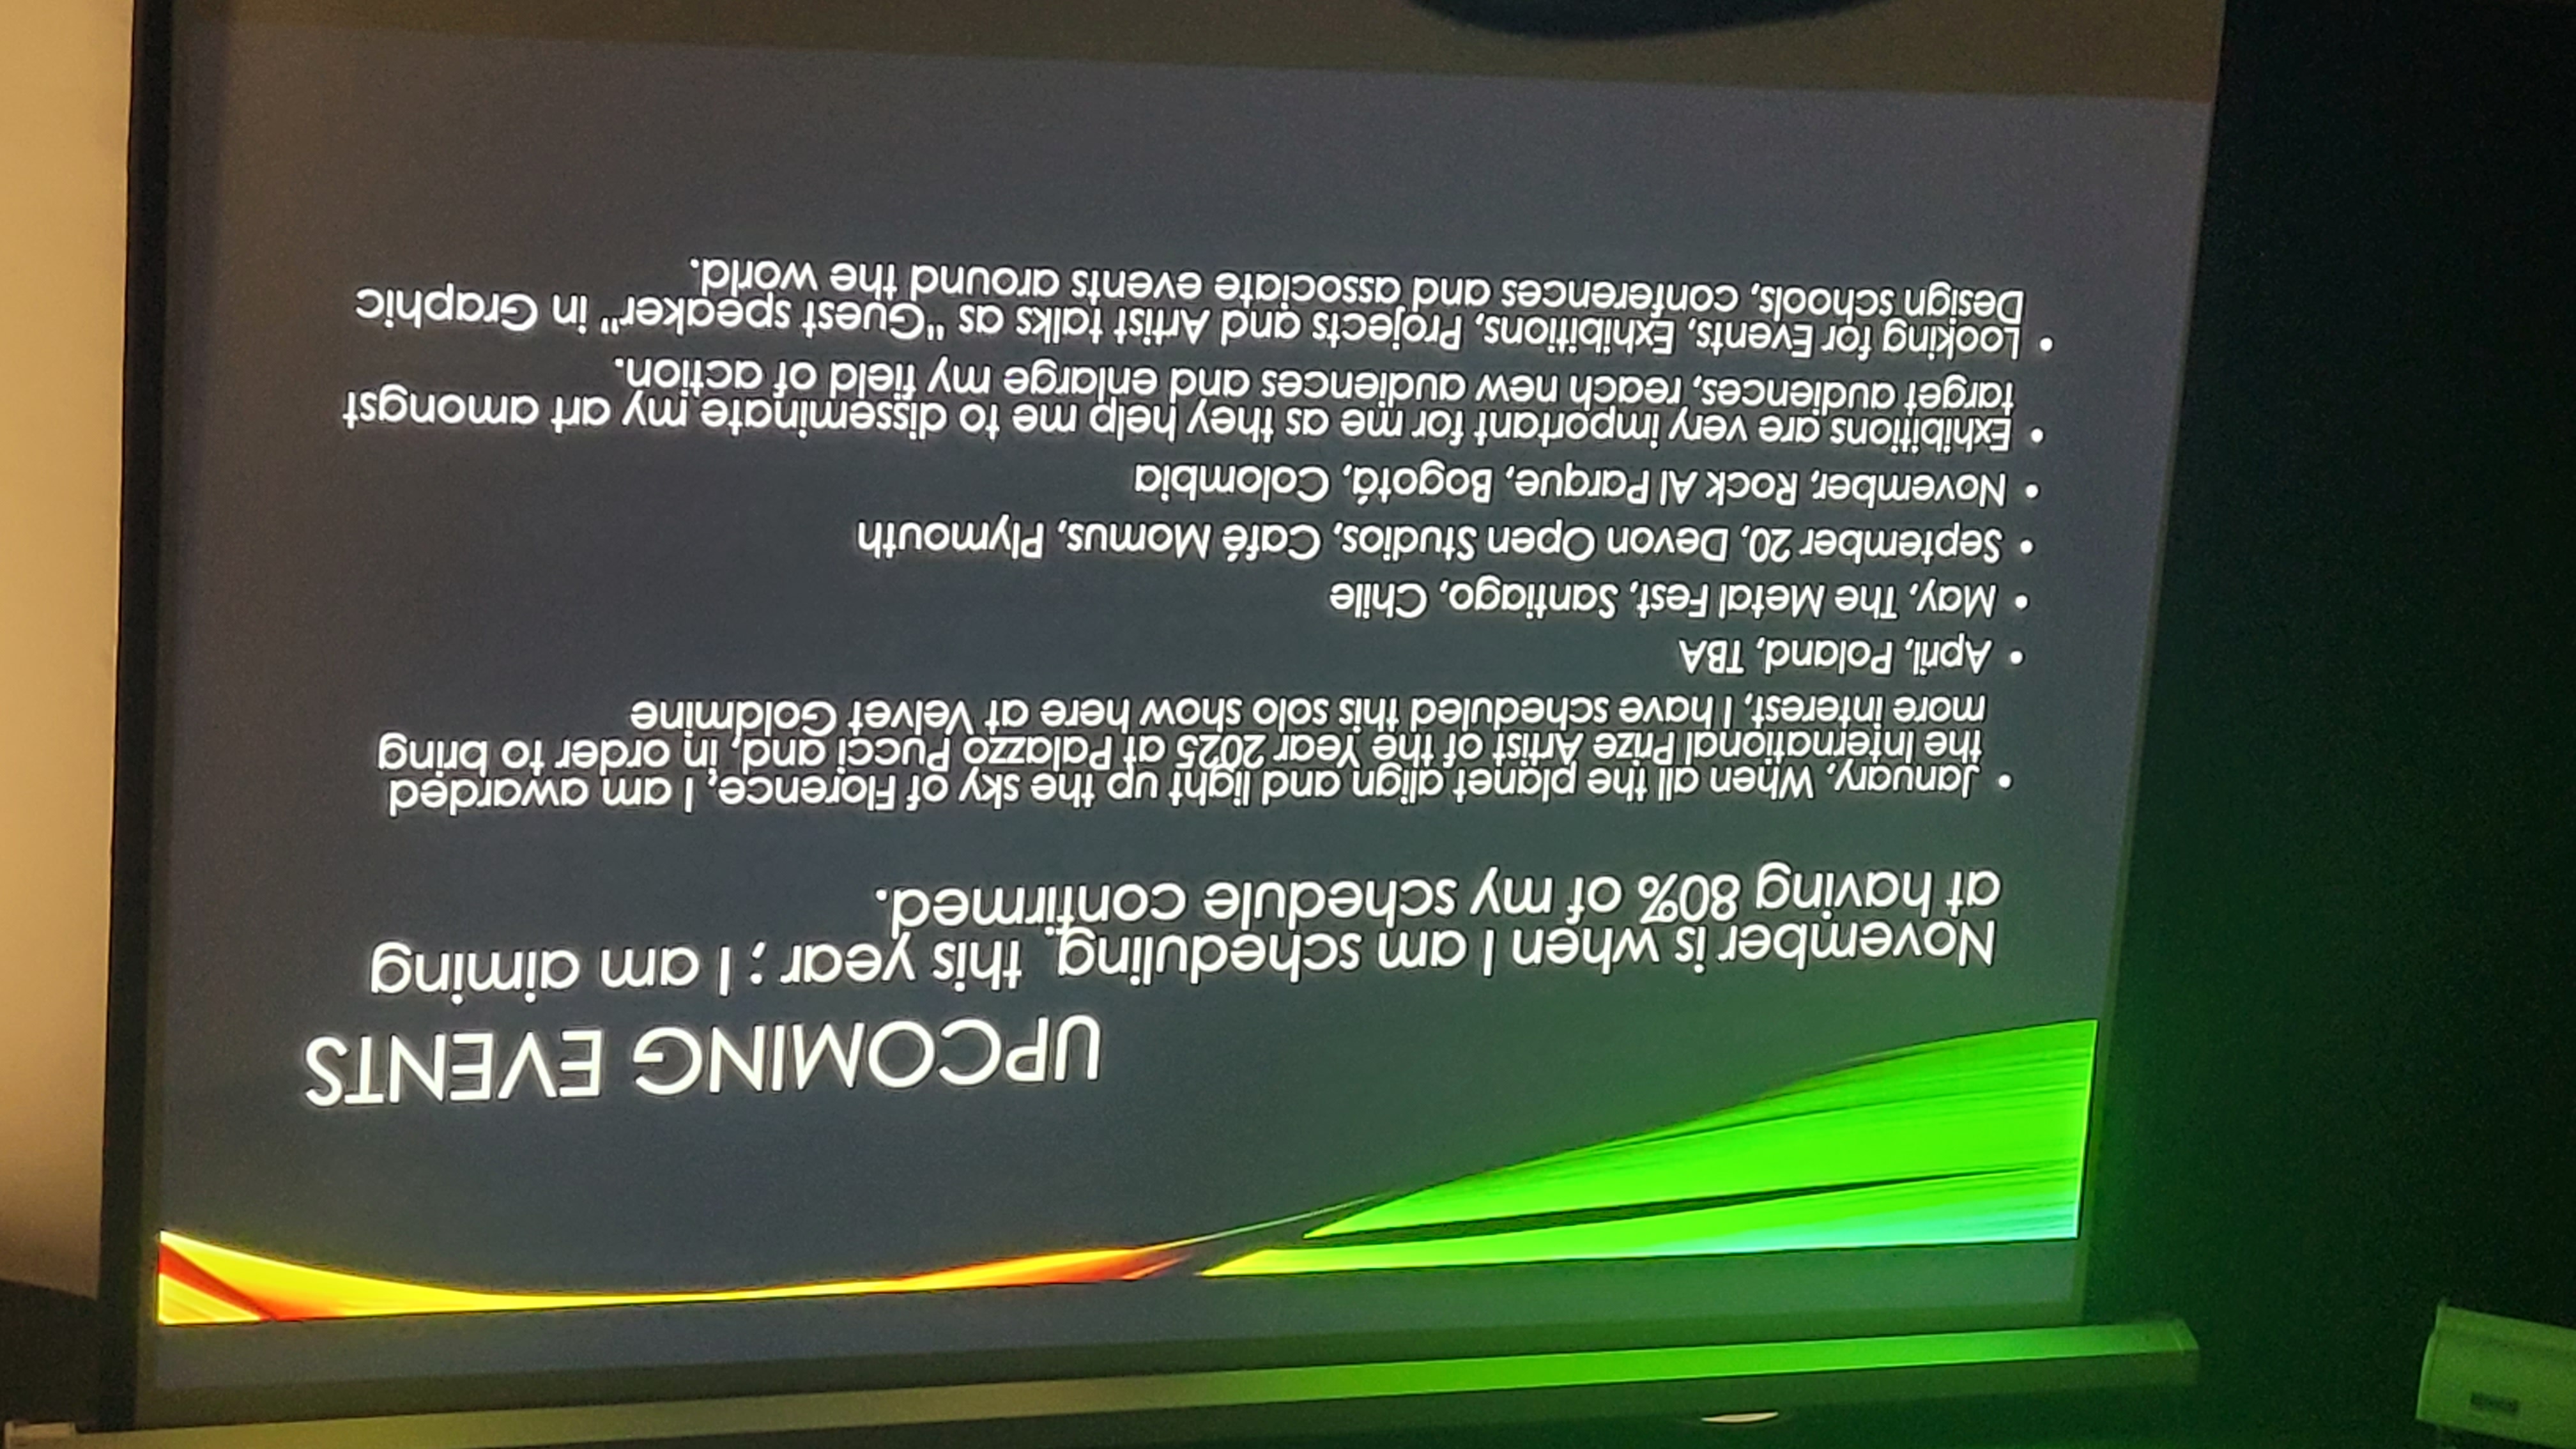 UPCOMING EVENTS
November is when I am scheduling  this year ; I am aiming
at having 80% of my schedule confirmed.
• January, When all the planet align and light up the sky of Florence, I am awarded
the International Prize Artist of the Year 2025 at Palazzo Pucci and, in order to bring
more interest, I have scheduled this solo show here at Velvet Goldmine
• April, Poland, TBA
• May, The Metal Fest, Santiago, Chile
• September 20, Devon Open Studios, Café Momus, Plymouth
• November, Rock Al Parque, Bogotá, Colombia
• Exhibitions are very important for me as they help me to disseminate my art amongst
target audiences, reach new audiences and enlarge my field of action.
• Looking for Events, Exhibitions, Projects and Artist talks as “Guest speaker” in Graphic
Design schools, conferences and associate events around the world.